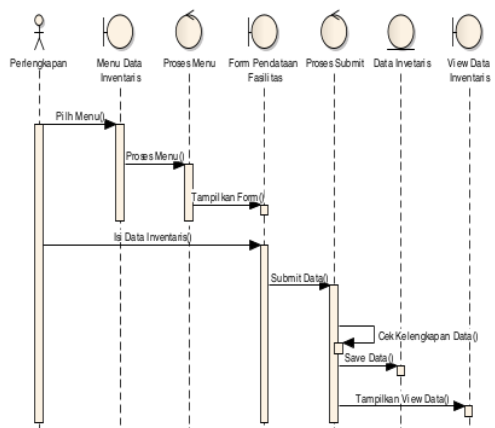 Perlengkapan
Menu Data
Inventaris
Proses Menu
Form Pendataan
Fasilitas
Proses Submit
Data Invetaris
View Data
Inventaris
Pilh Menu()
Proses Menu()
Tampilkan Form()
Isi Data Inventaris()
Submit Data()
Cek Kelengkapan Data()
Save Data()
Tampilkan View Data()